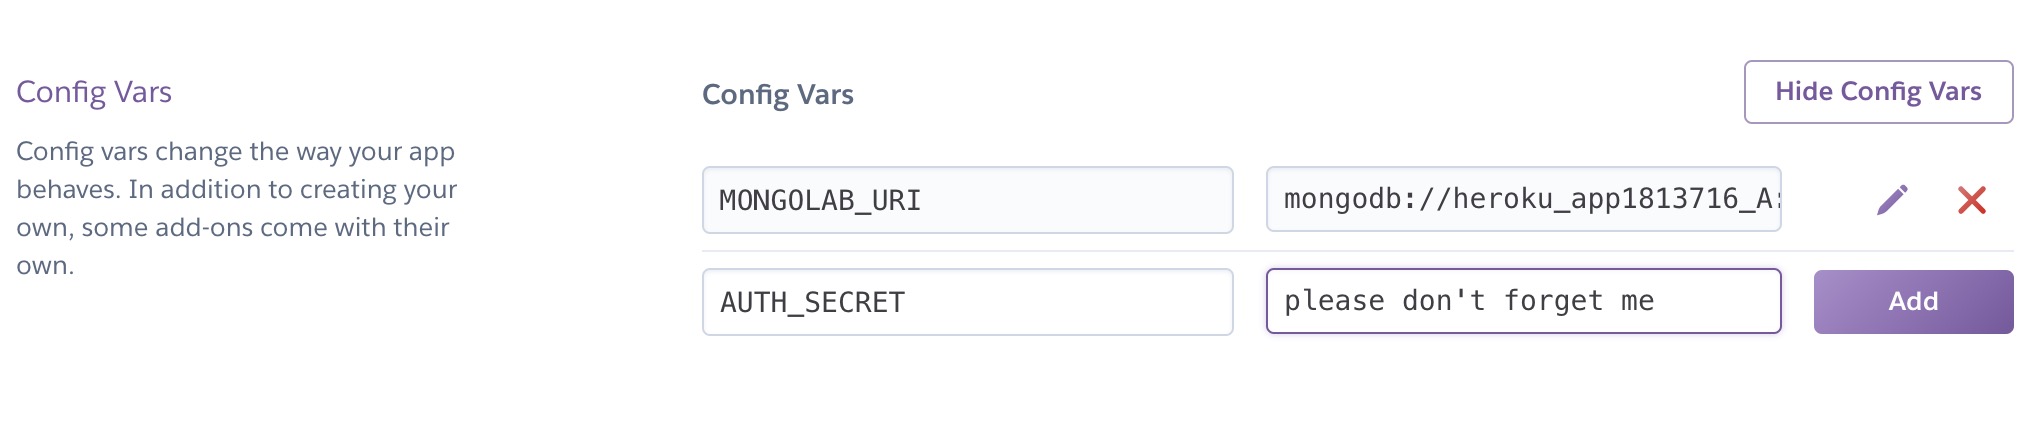 Config Vars
Config vars change the way your app
behaves. In addition to creating your
own, some add-ons come with their
own.
Config Vars
Hide Config Vars
MONGOLAB_URI
mongodb://heroku_app1813716_A:
AUTH_SECRET
please don't forget me
Add